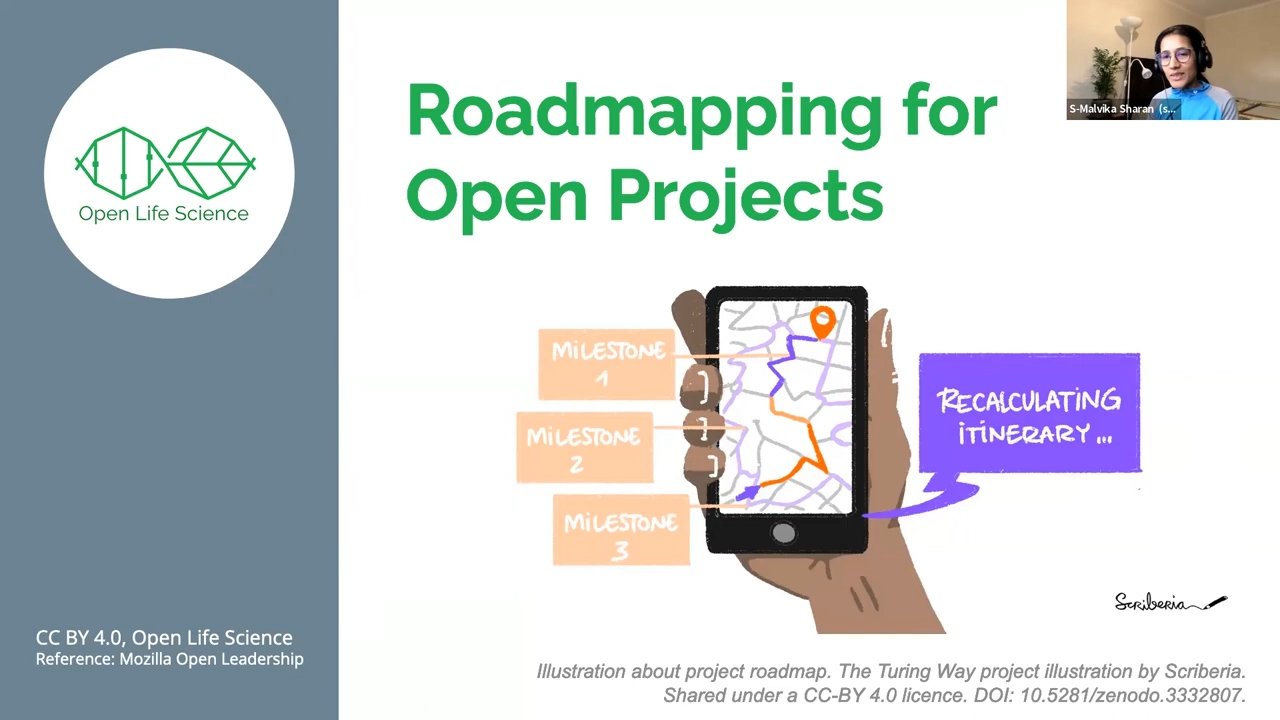 Roadmapping for
Open Projects
S-Malvika Sharan (s...
Open Life Science
MILESTONE
1
MILESTONE
2
MILESTONE
3
RECALCULATING
ITINERARY...
Scriberia
CC BY 4.0, Open Life Science
Reference: Mozilla Open Leadership
Illustration about project roadmap. The Turing Way project illustration by Scriberia.
Shared under a CC-BY 4.0 licence. DOI: 10.5281/zenodo.3332807.